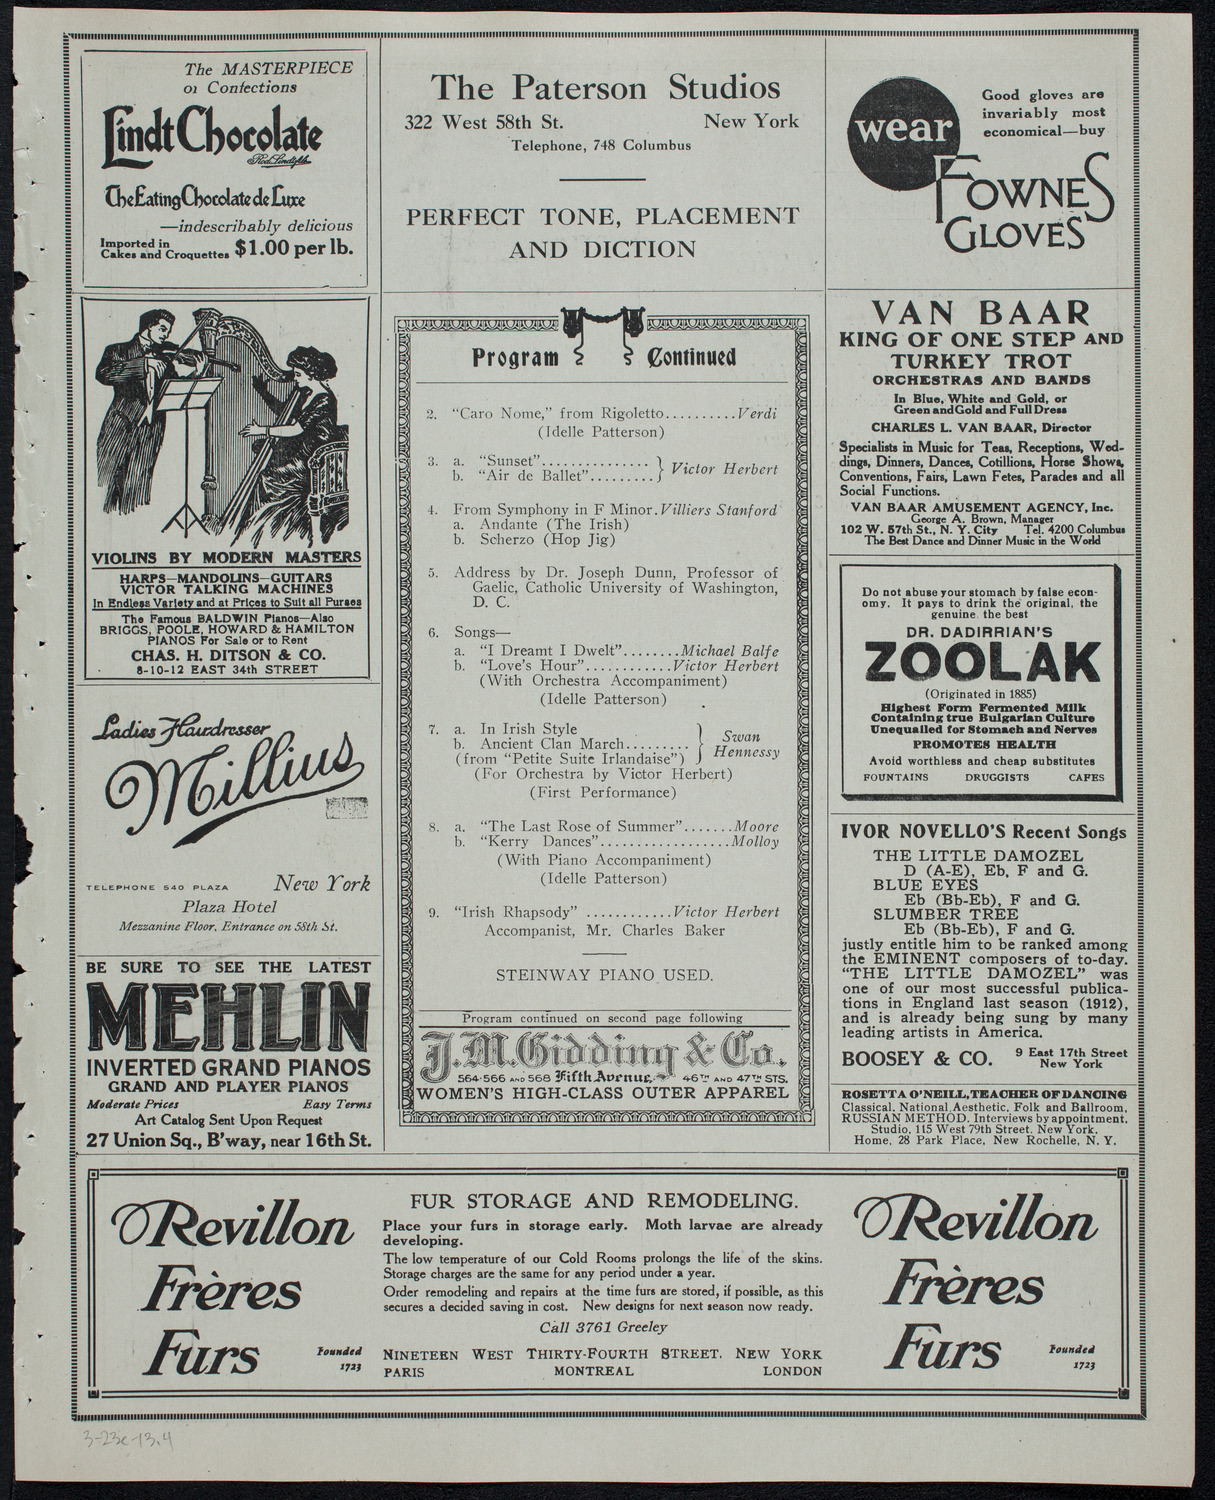 The MASTERPIECE
of Confections
Lindt Chocolate
Rod. Lindt fils
The Eating Chocolate de Luxe
—indescribably delicious
Imported in
Cakes and Croquettes $1.00 per lb.
VIOLINS BY MODERN MASTERS
HARPS—MANDOLINS—GUITARS
VICTOR TALKING MACHINES
In Endless Variety and at Prices to Suit all Purses
The Famous BALDWIN Pianos—Also
BRIGGS, POOLE, HOWARD & HAMILTON
PIANOS For Sale or to Rent
CHAS. H. DITSON & CO.
8-10-12 EAST 34th STREET
Ladies Hairdresser
Millius
TELEPHONE 540 PLAZA New York
Plaza Hotel
Mezzanine Floor, Entrance on 58th St.
BE SURE TO SEE THE LATEST
MEHLIN
INVERTED GRAND PIANOS
GRAND AND PLAYER PIANOS
Moderate Prices Easy Terms
Art Catalog Sent Upon Request
27 Union Sq., B'way, near 16th St.
The Paterson Studios
322 West 58th St. New York
Telephone, 748 Columbus
PERFECT TONE, PLACEMENT
AND DICTION
Program Continued
2. "Caro Nome," from Rigoletto..........Verdi
(Idelle Patterson)
3. a. "Sunset"............... } Victor Herbert
b. "Air de Ballet".........}
4. From Symphony in F Minor.Villiers Stanford
a. Andante (The Irish)
b. Scherzo (Hop Jig)
5. Address by Dr. Joseph Dunn, Professor of
Gaelic, Catholic University of Washington,
D. C.
6. Songs—
a. "I Dreamt I Dwelt"........Michael Balfe
b. "Love's Hour"............Victor Herbert
(With Orchestra Accompaniment)
(Idelle Patterson)
7. a. In Irish Style
b. Ancient Clan March......... } Swan Hennessy
(from "Petite Suite Irlandaise")
(For Orchestra by Victor Herbert)
(First Performance)
8. a. "The Last Rose of Summer".......Moore
b. "Kerry Dances"..................Molloy
(With Piano Accompaniment)
(Idelle Patterson)
9. "Irish Rhapsody" ............Victor Herbert
Accompanist, Mr. Charles Baker
STEINWAY PIANO USED.
Program continued on second page following
J. M. Gidding & Co.
564-566 AND 568 Fifth Avenue, 46TH AND 47TH STS.
WOMEN'S HIGH-CLASS OUTER APPAREL
wear
Good gloves are
invariably most
economical—buy
FOWNES
GLOVES
VAN BAAR
KING OF ONE STEP AND
TURKEY TROT
ORCHESTRAS AND BANDS
In Blue, White and Gold, or
Green and Gold and Full Dress
CHARLES L. VAN BAAR, Director
Specialists in Music for Teas, Receptions, Wed-
dings, Dinners, Dances, Cotillions, Horse Shows,
Conventions, Fairs, Lawn Fetes, Parades and all
Social Functions.
VAN BAAR AMUSEMENT AGENCY, Inc.
George A. Brown, Manager
102 W. 57th St., N. Y. City Tel. 4200 Columbus
The Best Dance and Dinner Music in the World
Do not abuse your stomach by false econ-
omy. It pays to drink the original, the
genuine, the best
DR. DADIRRIAN'S
ZOOLAK
(Originated in 1885)
Highest Form Fermented Milk
Containing true Bulgarian Culture
Unequalled for Stomach and Nerves
PROMOTES HEALTH
Avoid worthless and cheap substitutes
FOUNTAINS DRUGGISTS CAFES
IVOR NOVELLO'S Recent Songs
THE LITTLE DAMOZEL
D (A-E), Eb, F and G.
BLUE EYES
Eb (Bb-Eb), F and G.
SLUMBER TREE
Eb (Bb-Eb), F and G.
justly entitle him to be ranked among
the EMINENT composers of to-day.
"THE LITTLE DAMOZEL" was
one of our most successful publica-
tions in England last season (1912),
and is already being sung by many
leading artists in America.
BOOSEY & CO. 9 East 17th Street
New York
ROSETTA O'NEILL, TEACHER OF DANCING
Classical, National, Aesthetic, Folk and Ballroom,
RUSSIAN METHOD. Interviews by appointment.
Studio, 115 West 79th Street, New York.
Home, 28 Park Place, New Rochelle, N. Y.
Revillon
Frères
Furs
Founded
1723
FUR STORAGE AND REMODELING.
Place your furs in storage early. Moth larvae are already
developing.
The low temperature of our Cold Rooms prolongs the life of the skins.
Storage charges are the same for any period under a year.
Order remodeling and repairs at the time furs are stored, if possible, as this
secures a decided saving in cost. New designs for next season now ready.
Call 3761 Greeley
NINETEEN WEST THIRTY-FOURTH STREET, NEW YORK
PARIS MONTREAL LONDON
Revillon
Frères
Furs
Founded
1723
3-23e-13.4